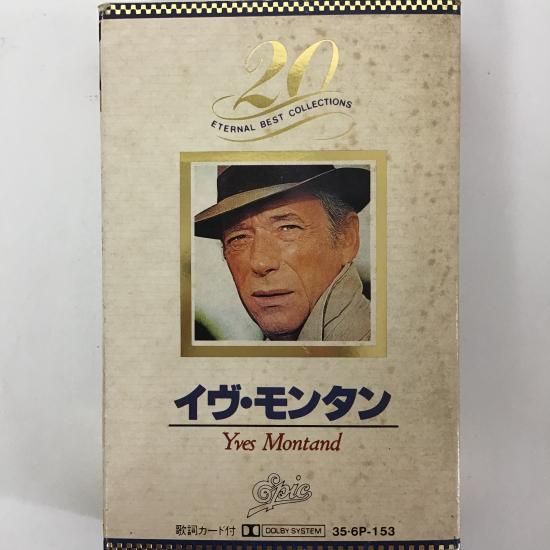 20
ETERNAL BEST COLLECTIONS
イヴ・モンタン
Yves Montand
Epic
歌詞カード付 DOLBY SYSTEM 35・6P-153